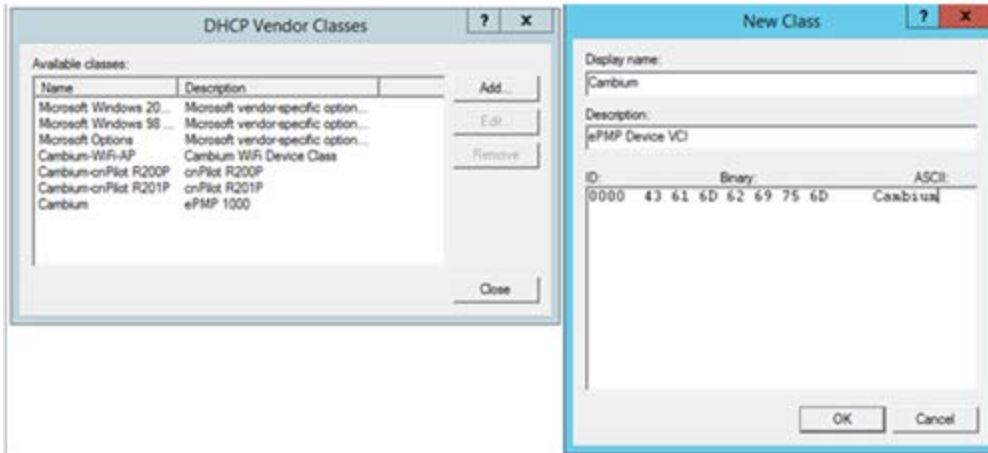 DHCP Vendor Classes
? x
Available classes:
Name Description
Microsoft Windows 20... Microsoft vendor-specific option...
Microsoft Windows 98 ... Microsoft vendor-specific option...
Microsoft Options Microsoft vendor-specific option...
Cambium-WiFi-AP Cambium WiFi Device Class
Cambium-cnPilot R200P cnPilot R200P
Cambium-cnPilot R201P cnPilot R201P
Cambium ePMP 1000
Add...
Edit...
Remove
Close
New Class
? x
Display name:
Cambium
Description:
ePMP Device VCI
ID: Binary: ASCII:
0000 43 61 6D 62 69 75 6D Cambium
OK Cancel